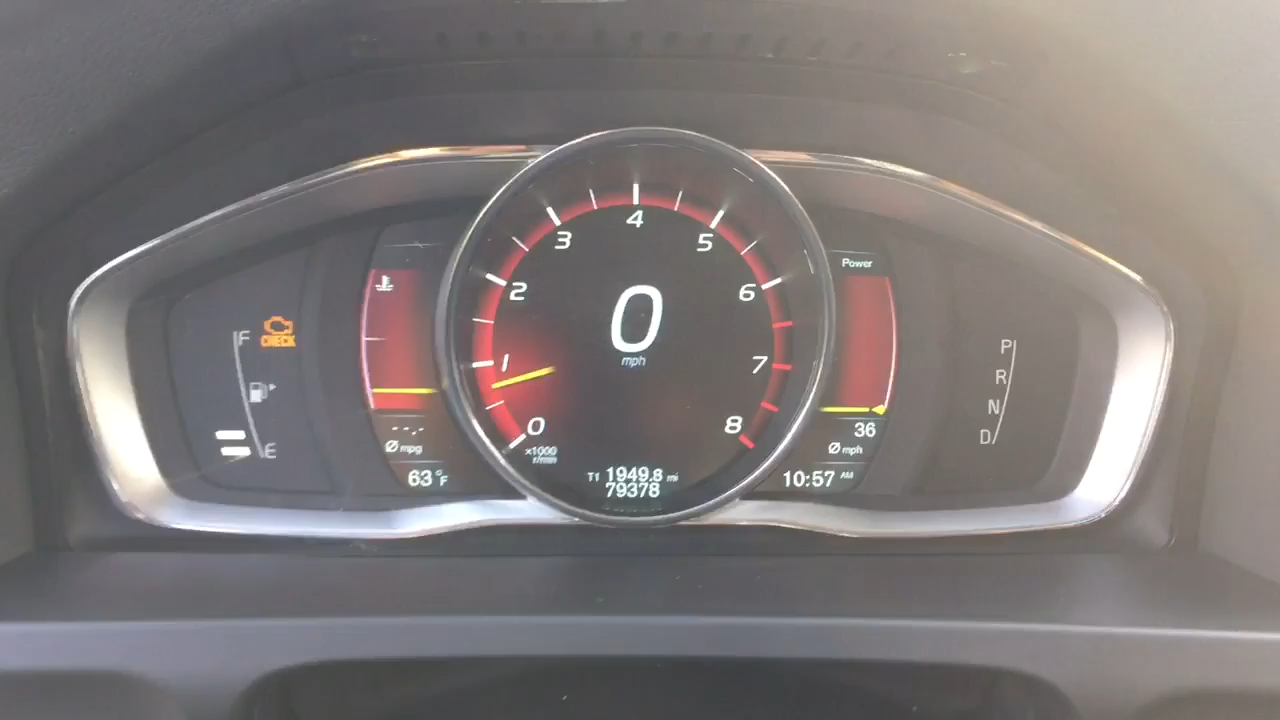 F
CHECK
E
---.-
Ø mpg
63 °F
0
1
2
3
4
5
6
7
8
x1000
r/min
0
mph
T1 1949.8 mi
79378
Power
36
Ø mph
10:57 AM
P
R
N
D